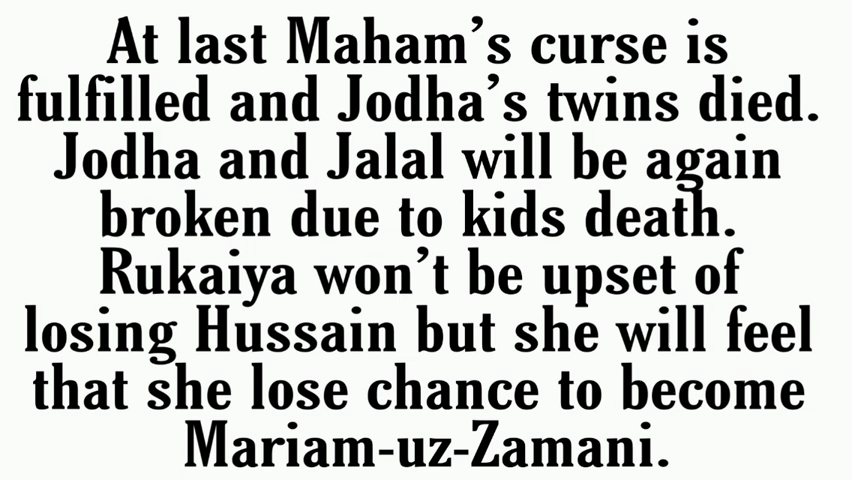 At last Maham’s curse is
fulfilled and Jodha’s twins died.
Jodha and Jalal will be again
broken due to kids death.
Rukaiya won’t be upset of
losing Hussain but she will feel
that she lose chance to become
Mariam-uz-Zamani.